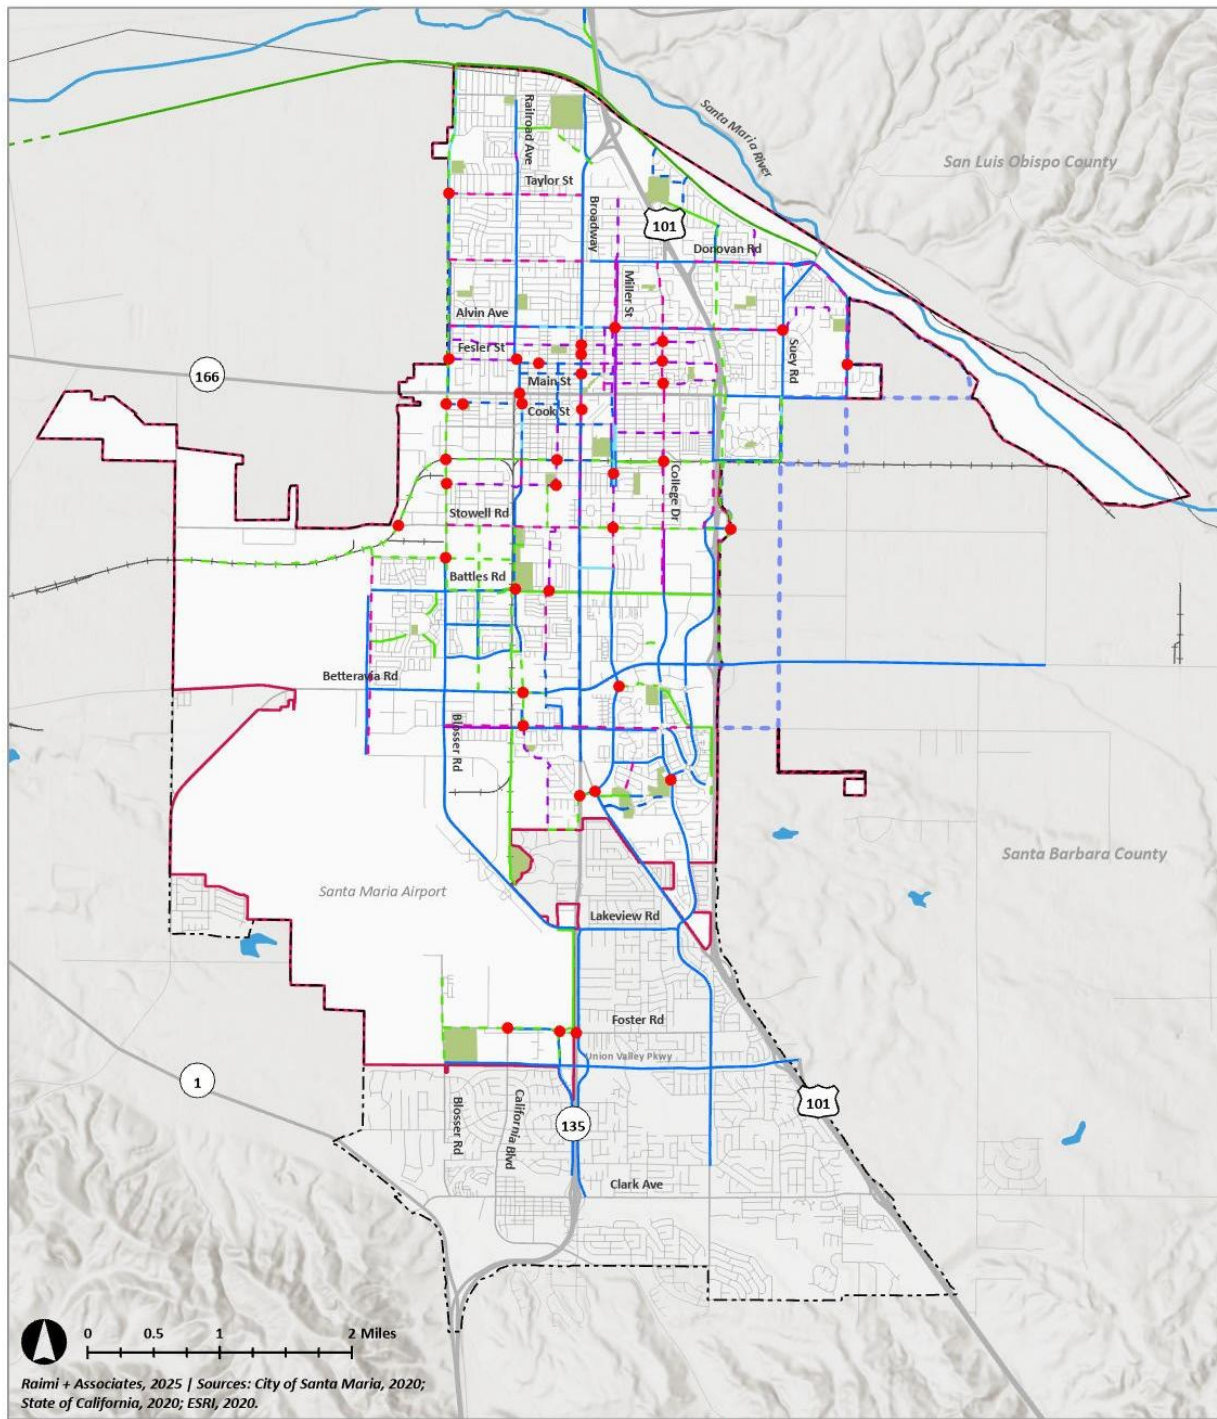 Railroad Ave
Santa Maria River
San Luis Obispo County
Taylor St
Broadway
101
Donovan Rd
Miller St
Alvin Ave
Fesler St
Suey Rd
166
Main St
Cook St
College Dr
Stowell Rd
Battles Rd
Betteravia Rd
Blosser Rd
Santa Barbara County
Santa Maria Airport
Lakeview Rd
Foster Rd
Union Valley Pkwy
1
101
Blosser Rd
California Blvd
135
Clark Ave
0 0.5 1 2 Miles
Raimi + Associates, 2025 | Sources: City of Santa Maria, 2020;
State of California, 2020; ESRI, 2020.